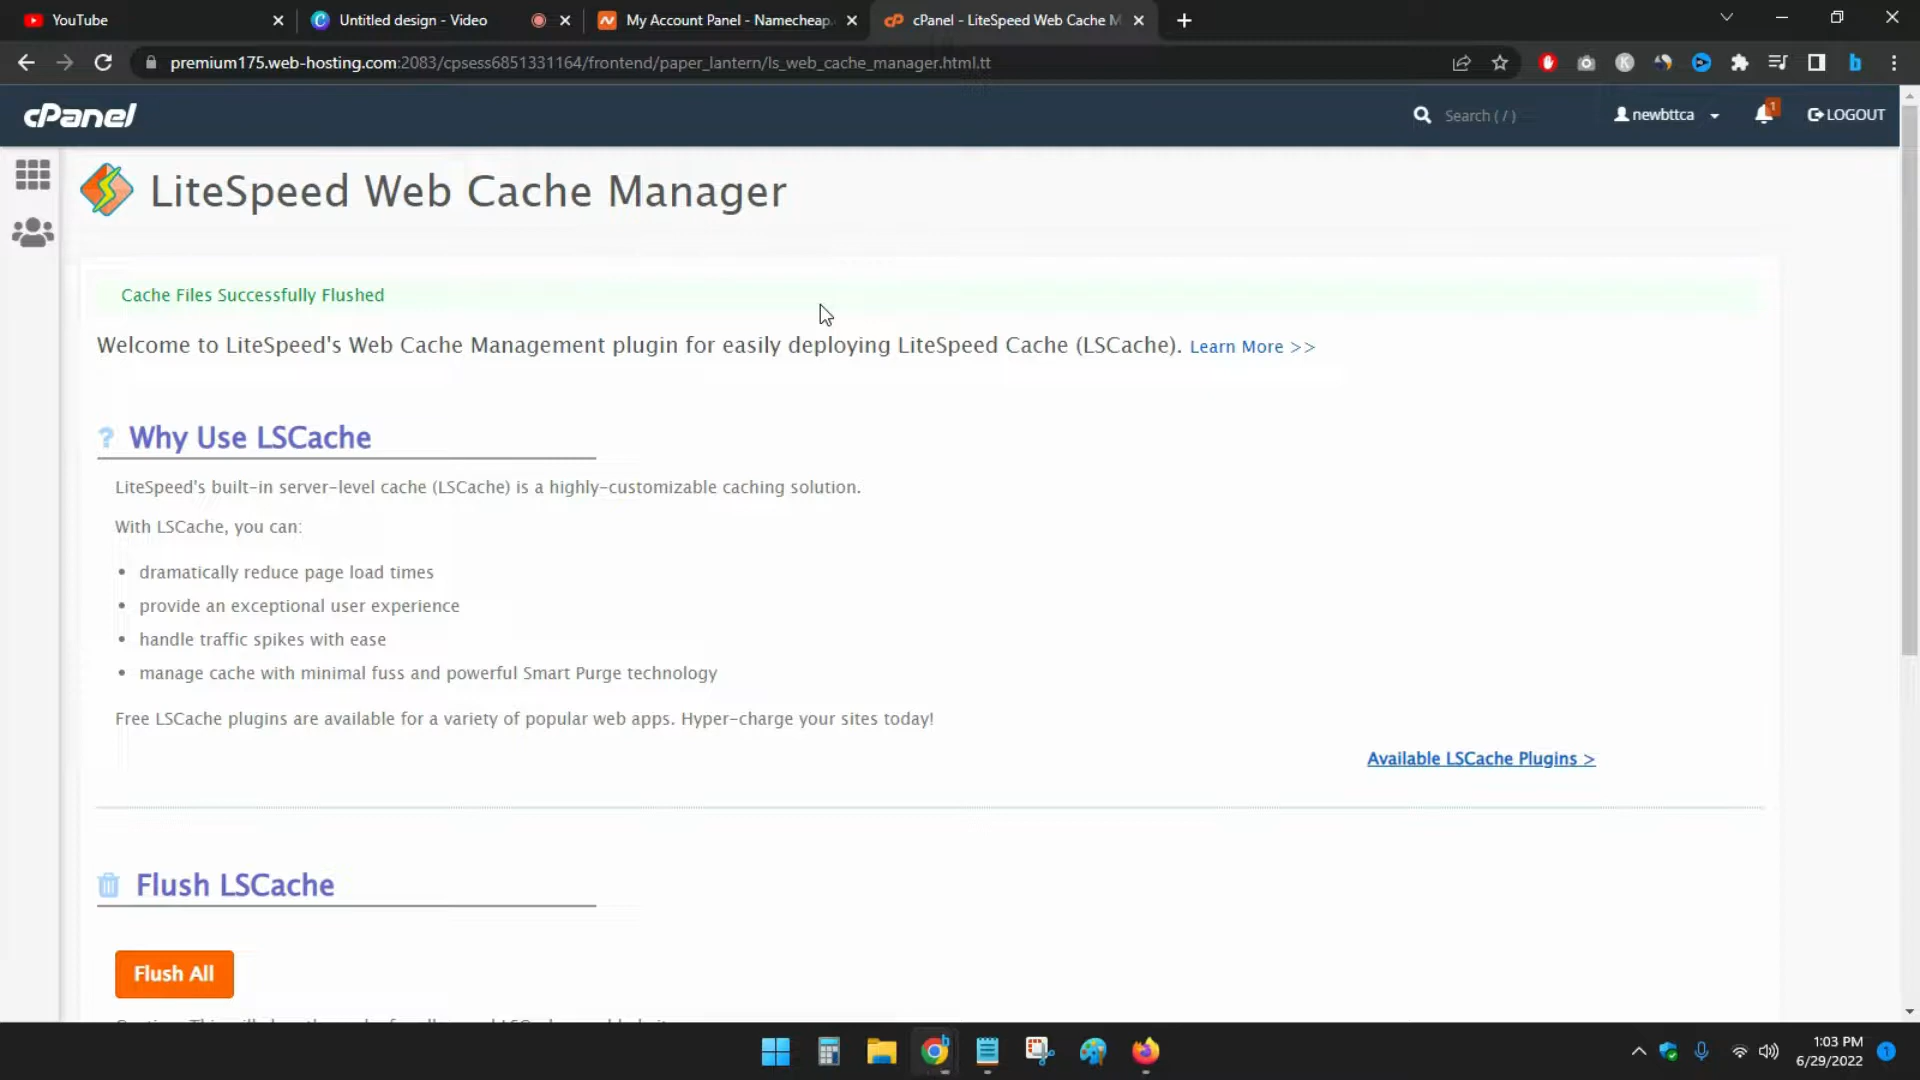 YouTube
Untitled design - Video
My Account Panel - Namecheap.
cPanel - LiteSpeed Web Cache M
premium175.web-hosting.com:2083/cpsess6851331164/frontend/paper_lantern/ls_web_cache_manager.html.tt
cPanel
Search ( / )
newbttca
1
LOGOUT
LiteSpeed Web Cache Manager
Cache Files Successfully Flushed
Welcome to LiteSpeed's Web Cache Management plugin for easily deploying LiteSpeed Cache (LSCache). Learn More >>
? Why Use LSCache
LiteSpeed's built-in server-level cache (LSCache) is a highly-customizable caching solution.
With LSCache, you can:
• dramatically reduce page load times
• provide an exceptional user experience
• handle traffic spikes with ease
• manage cache with minimal fuss and powerful Smart Purge technology
Free LSCache plugins are available for a variety of popular web apps. Hyper-charge your sites today!
Available LSCache Plugins >
Flush LSCache
Flush All
1:03 PM
6/29/2022
1